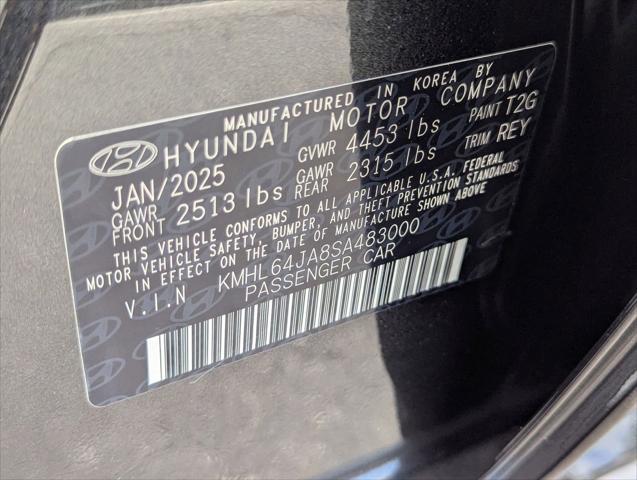 MANUFACTURED IN KOREA BY
HYUNDAI MOTOR COMPANY
JAN/2025 GVWR 4453 lbs PAINT T2G
GAWR FRONT 2513 lbs GAWR REAR 2315 lbs TRIM REY
THIS VEHICLE CONFORMS TO ALL APPLICABLE U.S.A. FEDERAL
MOTOR VEHICLE SAFETY, BUMPER, AND THEFT PREVENTION STANDARDS
IN EFFECT ON THE DATE OF MANUFACTURE SHOWN ABOVE
V.I.N KMHL64JA8SA483000
PASSENGER CAR